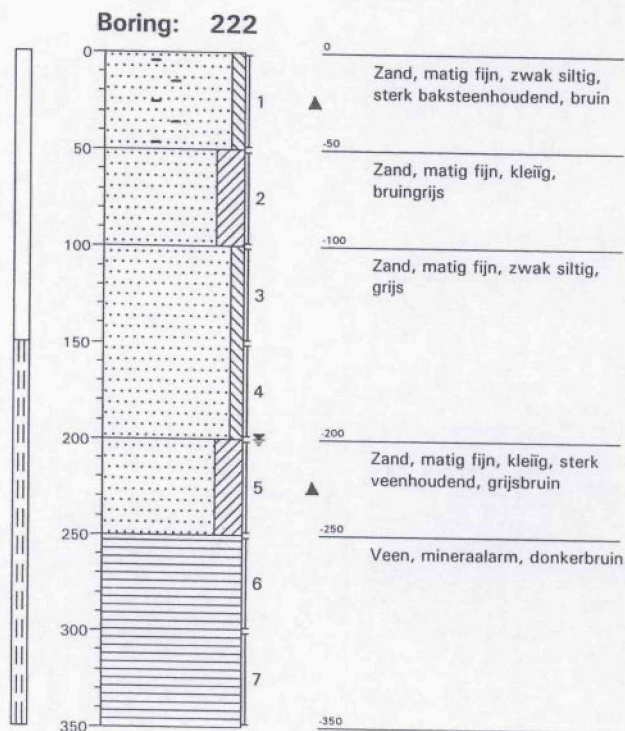 Boring: 222
0
0
Zand, matig fijn, zwak siltig,
sterk baksteenhoudend, bruin
1
50
-50
Zand, matig fijn, kleiïg,
bruingrijs
2
100
-100
Zand, matig fijn, zwak siltig,
grijs
3
150
4
200
-200
Zand, matig fijn, kleiïg, sterk
veenhoudend, grijsbruin
5
250
-250
Veen, mineraalarm, donkerbruin
6
300
7
350
-350